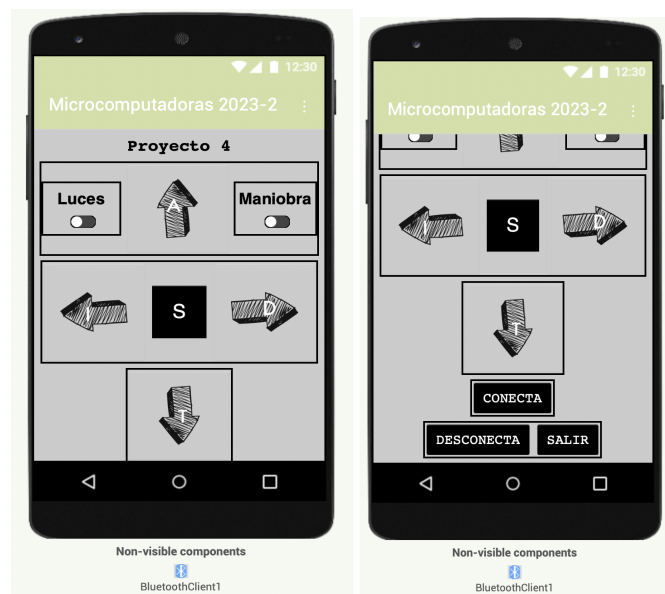 12:30
Microcomputadoras 2023-2
Proyecto 4
Luces
A
Maniobra
I
S
D
T
Non-visible components
BluetoothClient1
12:30
Microcomputadoras 2023-2
I
S
D
T
CONECTA
DESCONECTA SALIR
Non-visible components
BluetoothClient1